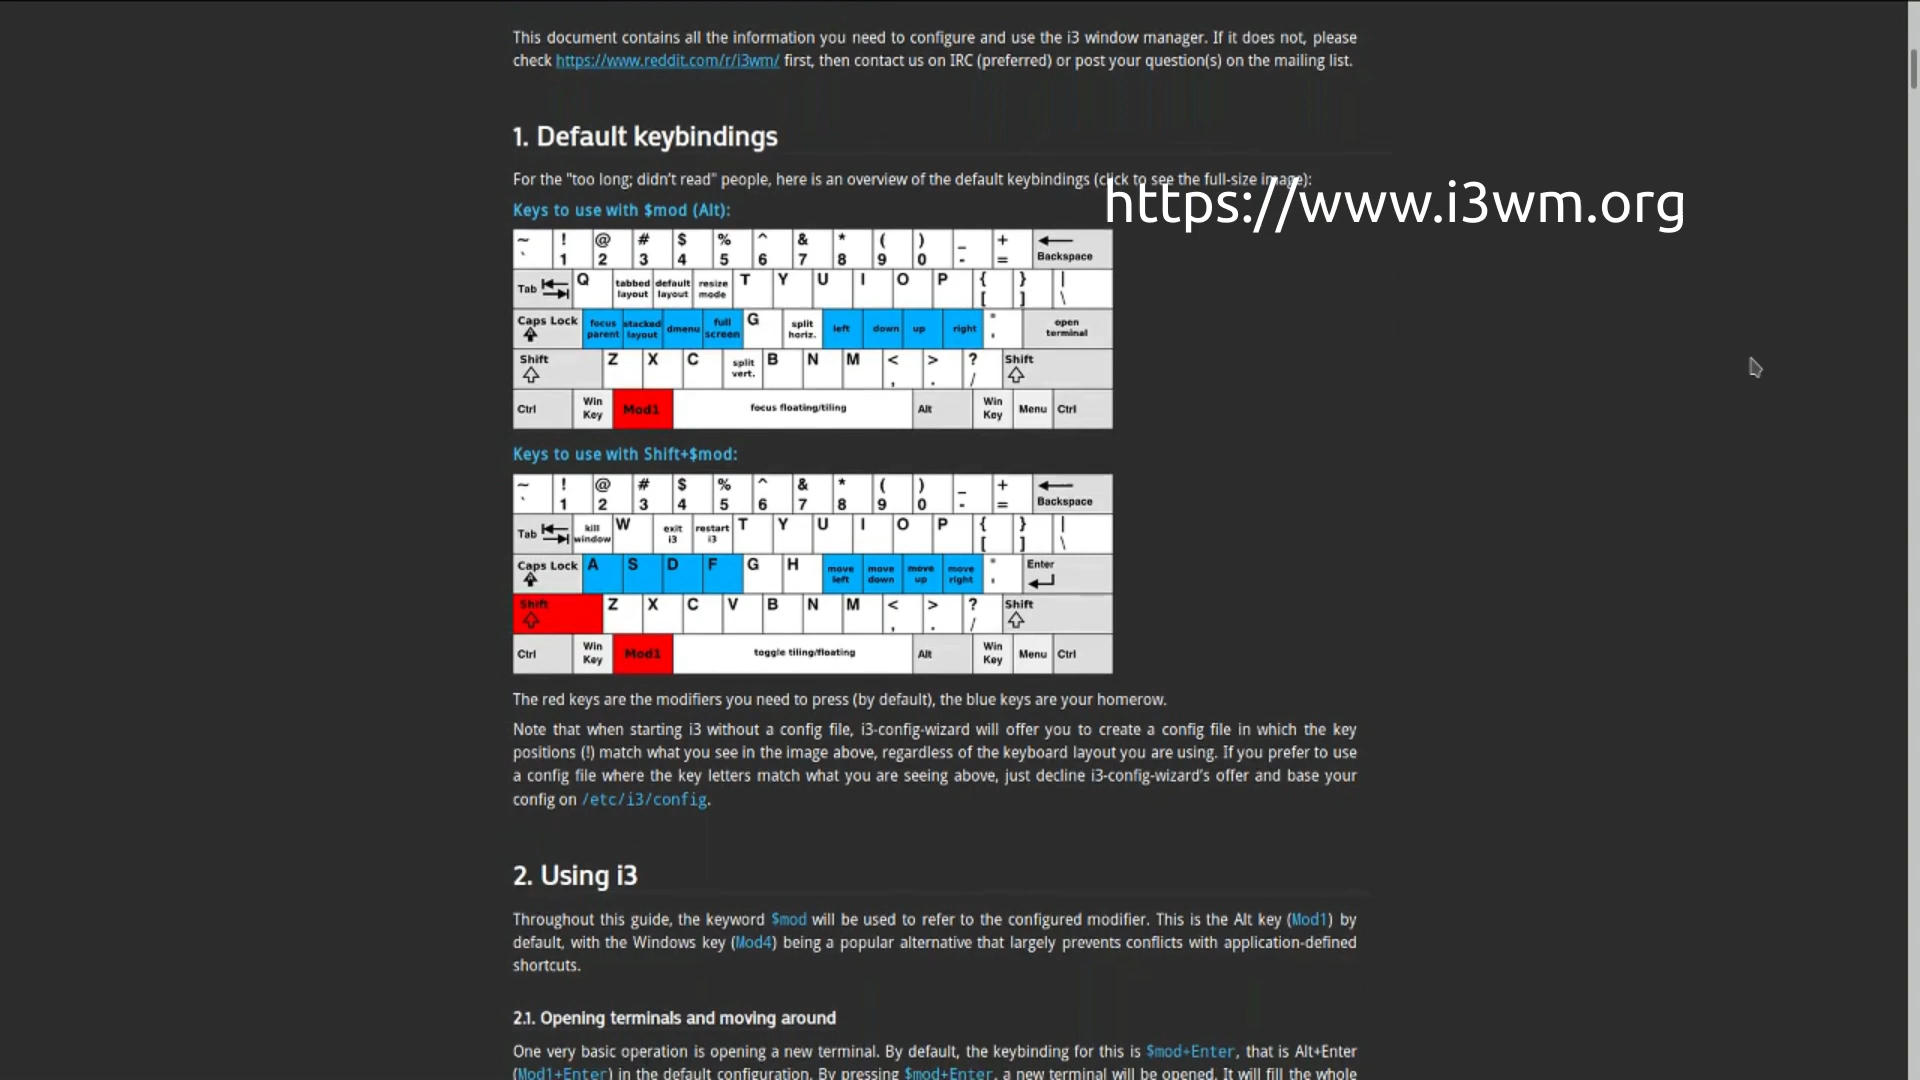 This document contains all the information you need to configure and use the i3 window manager. If it does not, please
check https://www.reddit.com/r/i3wm/ first, then contact us on IRC (preferred) or post your question(s) on the mailing list.
1. Default keybindings
For the "too long; didn’t read" people, here is an overview of the default keybindings (click to see the full-size image):
https://www.i3wm.org
Keys to use with $mod (Alt):
~ ! @ # $ % ^ & * ( ) _ +
` 1 2 3 4 5 6 7 8 9 0 - = Backspace
Tab Q tabbed layout default layout resize mode T Y U I O P { [ } ] | \
Caps Lock focus parent stacked layout dmenu full screen G split horiz. left down up right " ' open terminal
Shift Z X C split vert. B N M < , > . ? / Shift
Ctrl Win Key Mod1 focus floating/tiling Alt Win Key Menu Ctrl
Keys to use with Shift+$mod:
~ ! @ # $ % ^ & * ( ) _ +
` 1 2 3 4 5 6 7 8 9 0 - = Backspace
Tab kill window W exit i3 restart i3 T Y U I O P { [ } ] | \
Caps Lock A S D F G H move left move down move up move right " ' Enter
Shift Z X C V B N M < , > . ? / Shift
Ctrl Win Key Mod1 toggle tiling/floating Alt Win Key Menu Ctrl
The red keys are the modifiers you need to press (by default), the blue keys are your homerow.
Note that when starting i3 without a config file, i3-config-wizard will offer you to create a config file in which the key
positions (!) match what you see in the image above, regardless of the keyboard layout you are using. If you prefer to use
a config file where the key letters match what you are seeing above, just decline i3-config-wizard’s offer and base your
config on /etc/i3/config.
2. Using i3
Throughout this guide, the keyword $mod will be used to refer to the configured modifier. This is the Alt key (Mod1) by
default, with the Windows key (Mod4) being a popular alternative that largely prevents conflicts with application-defined
shortcuts.
2.1. Opening terminals and moving around
One very basic operation is opening a new terminal. By default, the keybinding for this is $mod+Enter, that is Alt+Enter
(Mod1+Enter) in the default configuration. By pressing $mod+Enter, a new terminal will be opened. It will fill the whole